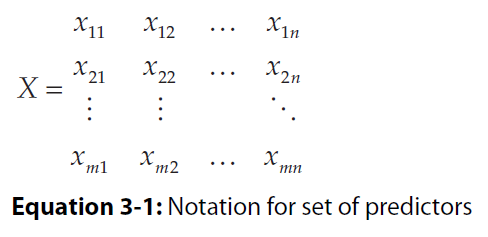 x11 x12 … x1n
X = x21 x22 … x2n
⋮ ⋮ ⋱
xm1 xm2 … xmn
Equation 3-1: Notation for set of predictors